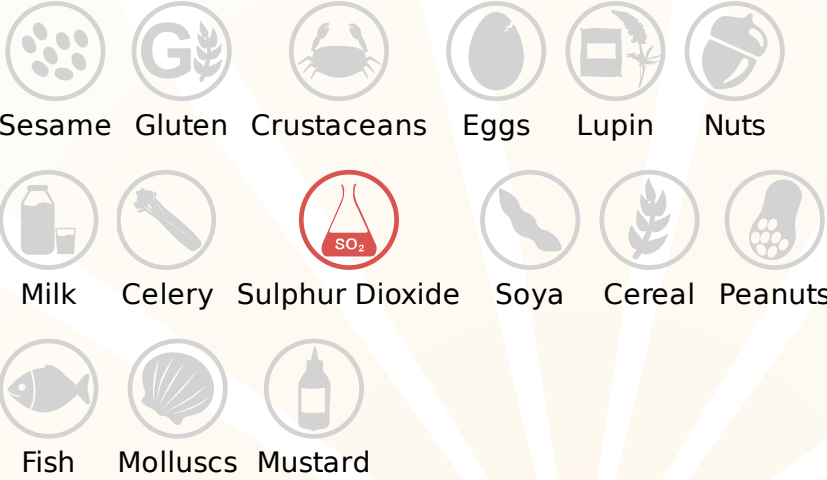 G
Sesame Gluten Crustaceans Eggs Lupin Nuts
SO₂
Milk Celery Sulphur Dioxide Soya Cereal Peanuts
Fish Molluscs Mustard